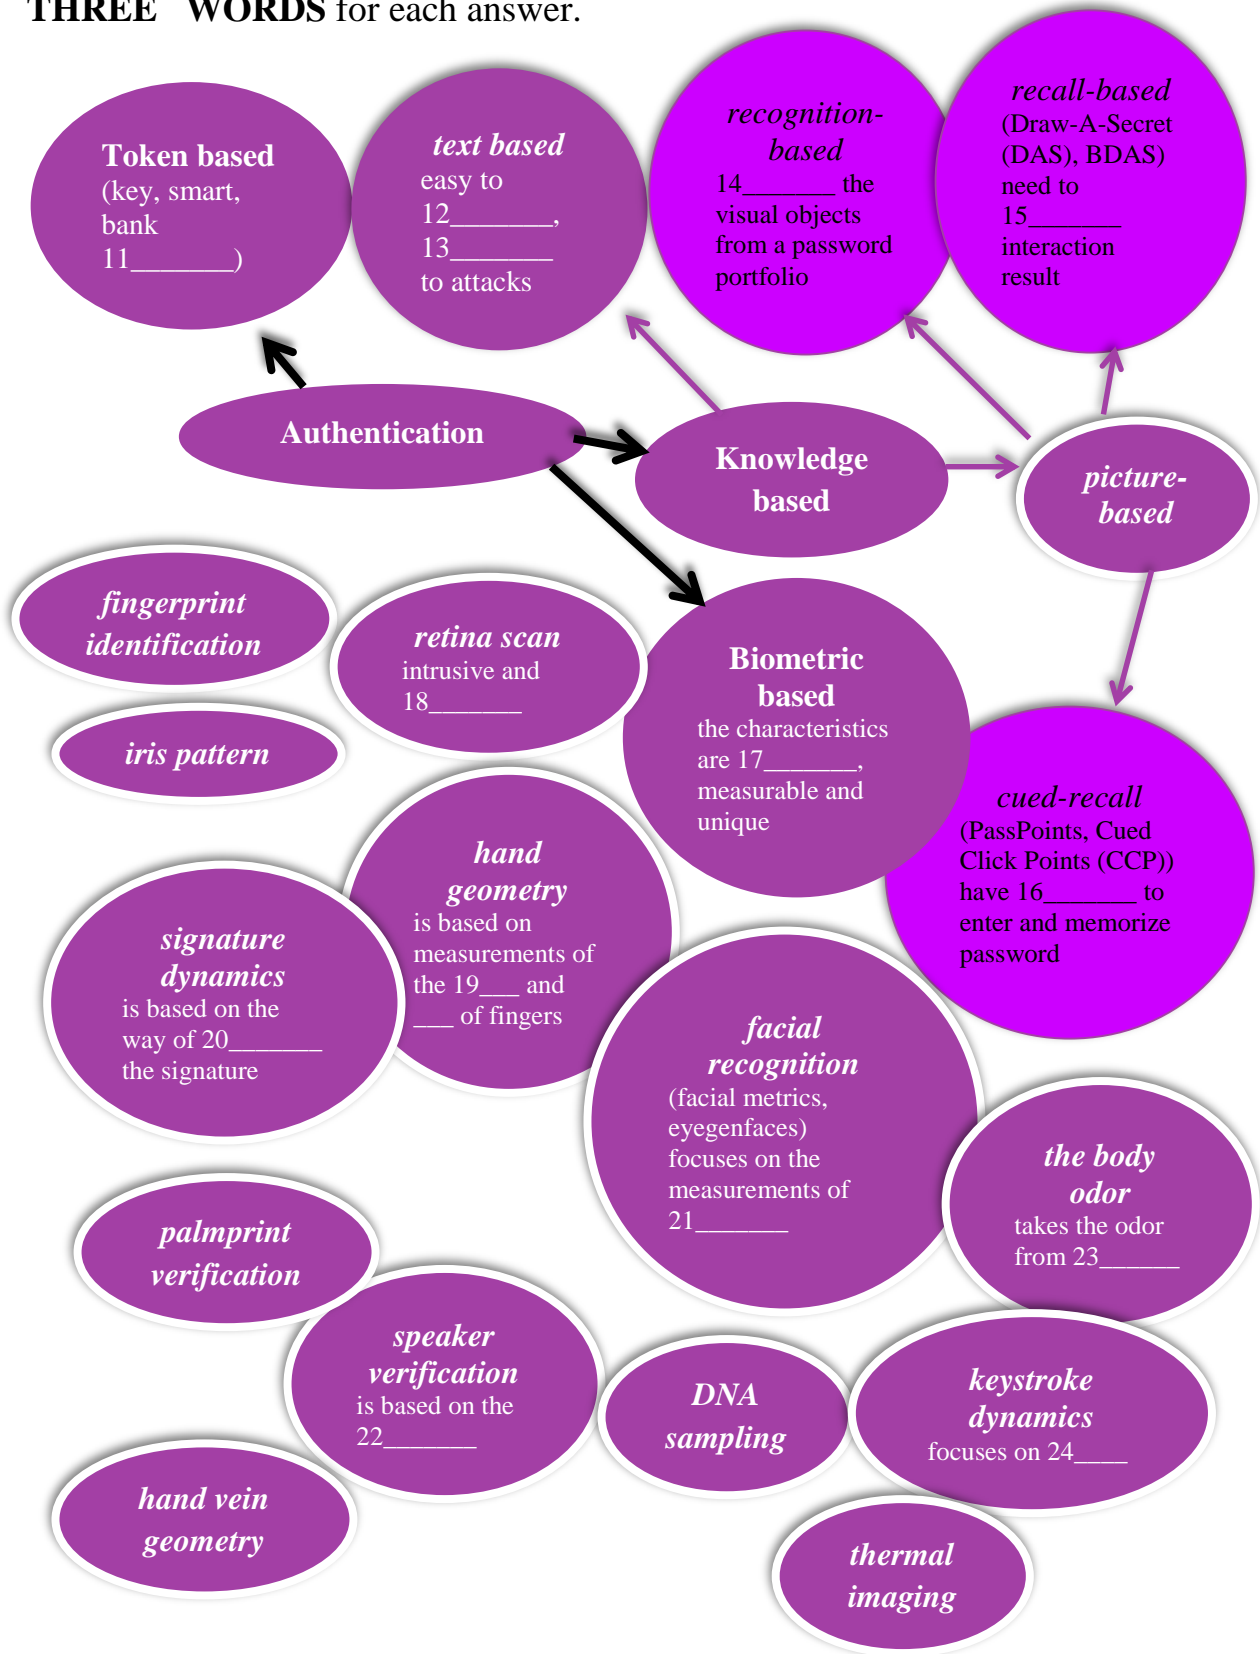 THREE WORDS for each answer.
Token based
(key, smart,
bank
11_______)
text based
easy to
12_______,
13_______
to attacks
recognition-
based
14_______ the
visual objects
from a password
portfolio
recall-based
(Draw-A-Secret
(DAS), BDAS)
need to
15_______
interaction
result
Authentication
Knowledge
based
picture-
based
fingerprint
identification
retina scan
intrusive and
18_______
Biometric
based
the characteristics
are 17_______,
measurable and
unique
iris pattern
cued-recall
(PassPoints, Cued
Click Points (CCP))
have 16_______ to
enter and memorize
password
hand
geometry
is based on
measurements of
the 19___ and
___ of fingers
signature
dynamics
is based on the
way of 20_______
the signature
facial
recognition
(facial metrics,
eyegenfaces)
focuses on the
measurements of
21_______
the body
odor
takes the odor
from 23______
palmprint
verification
speaker
verification
is based on the
22_______
DNA
sampling
keystroke
dynamics
focuses on 24____
hand vein
geometry
thermal
imaging